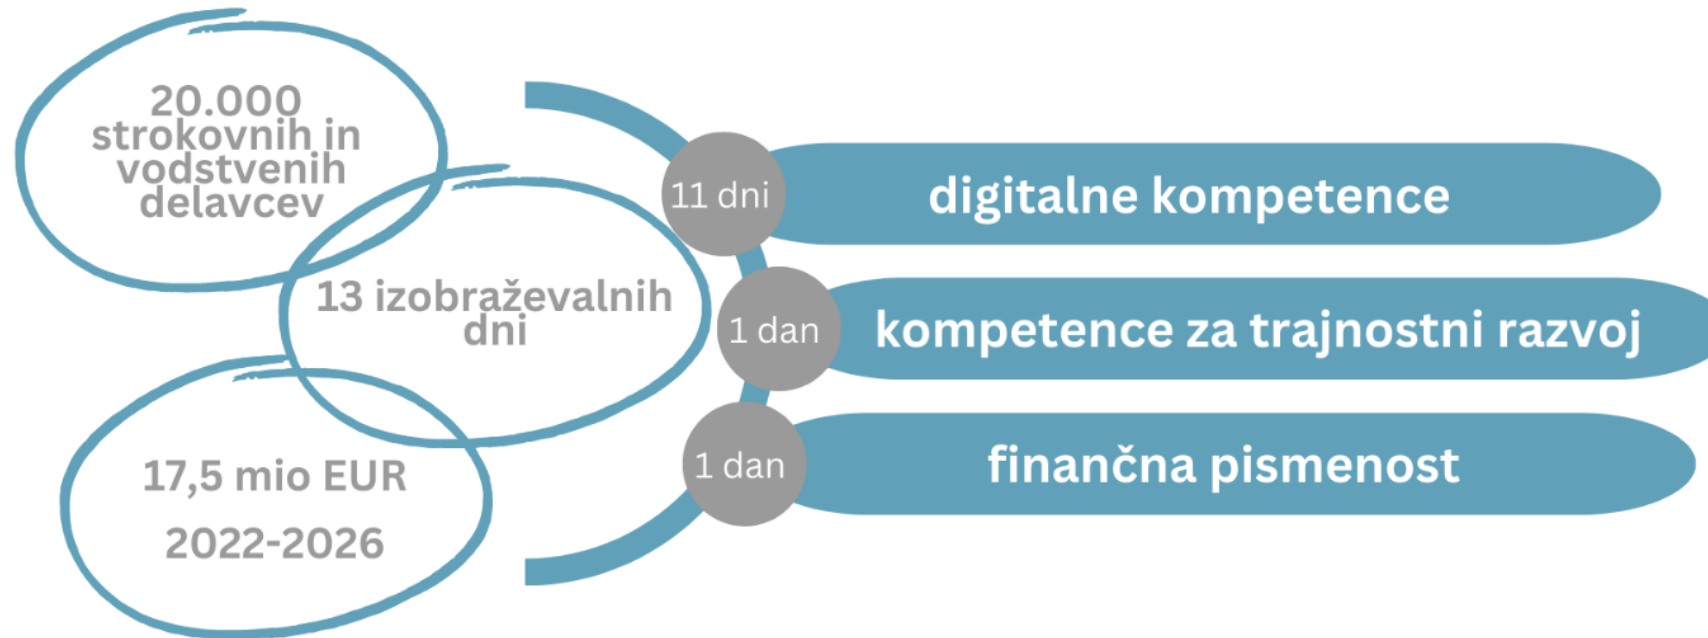 20.000
strokovnih in
vodstvenih
delavcev
13 izobraževalnih
dni
17,5 mio EUR
2022-2026
11 dni
digitalne kompetence
1 dan
kompetence za trajnostni razvoj
1 dan
finančna pismenost